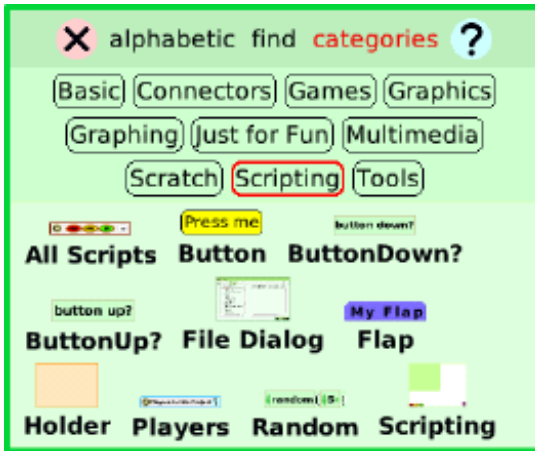 alphabetic find categories ?
Basic Connectors Games Graphics
Graphing Just for Fun Multimedia
Scratch Scripting Tools
Press me
button down?
All Scripts Button ButtonDown?
button up?
My Flap
ButtonUp? File Dialog Flap
random 5
Holder Players Random Scripting